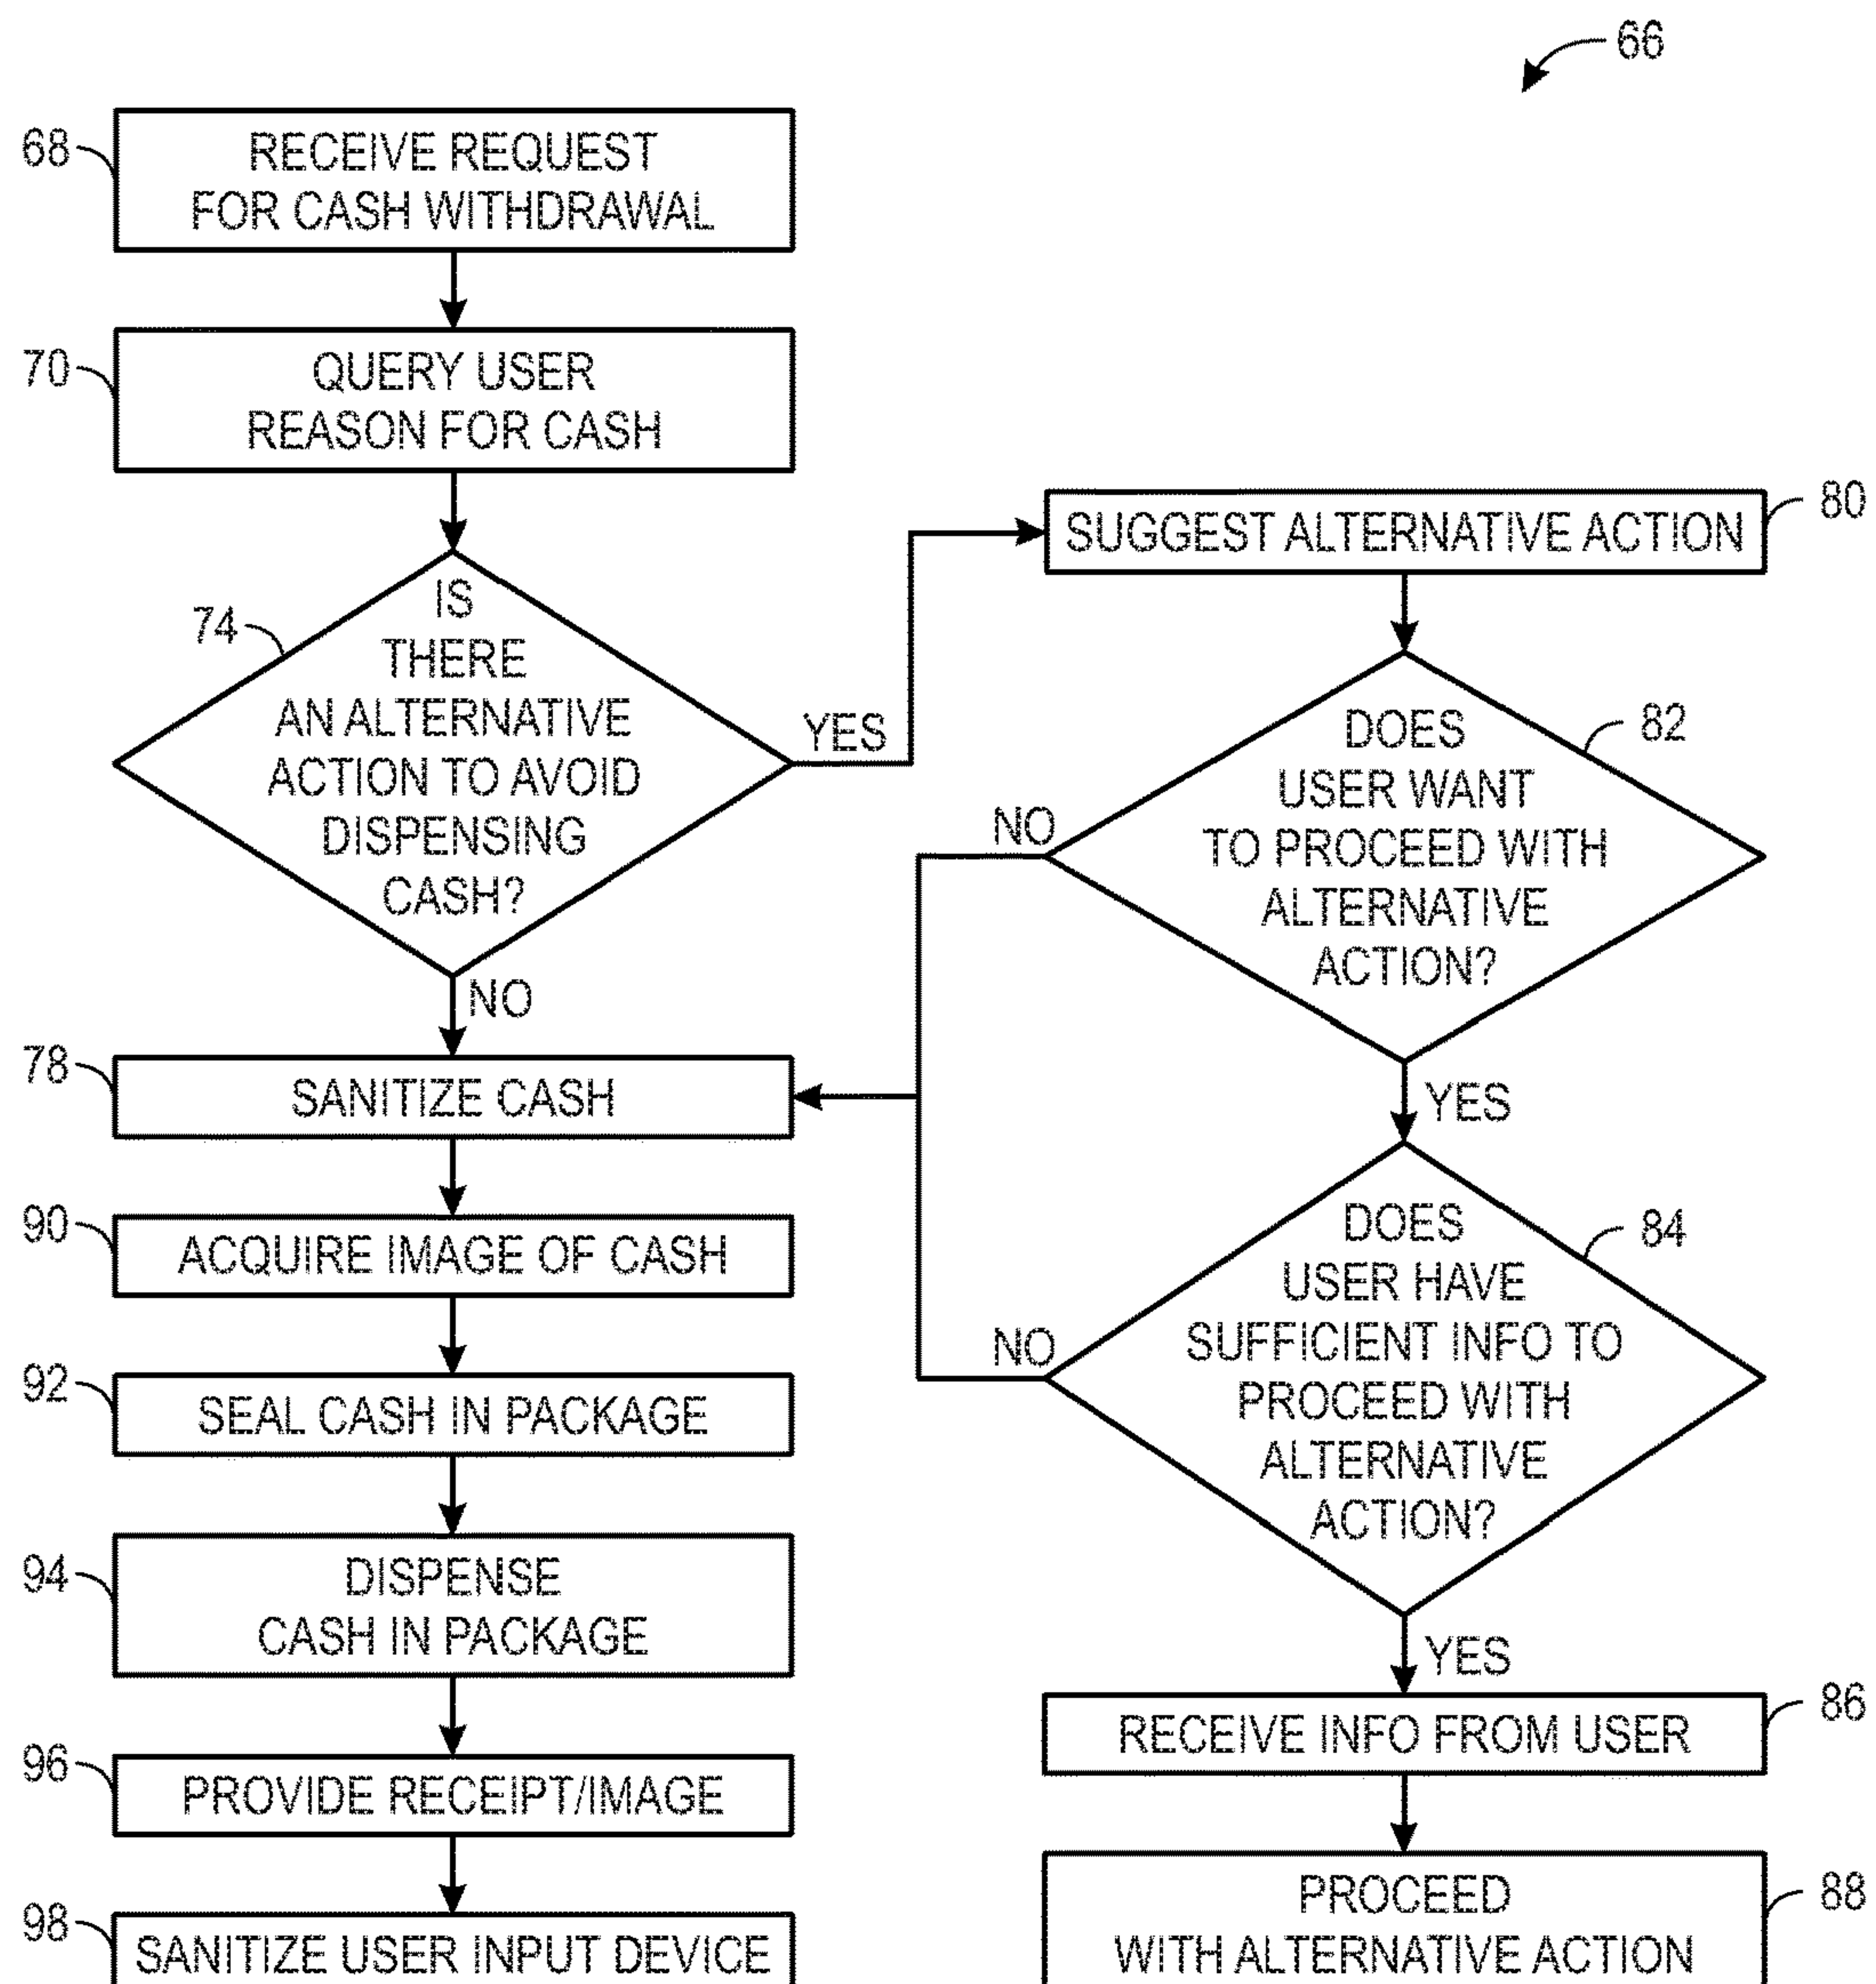 66
68
RECEIVE REQUEST
FOR CASH WITHDRAWAL
70
QUERY USER
REASON FOR CASH
74
IS
THERE
AN ALTERNATIVE
ACTION TO AVOID
DISPENSING
CASH?
YES
NO
80
SUGGEST ALTERNATIVE ACTION
82
DOES
USER WANT
TO PROCEED WITH
ALTERNATIVE
ACTION?
NO
YES
84
DOES
USER HAVE
SUFFICIENT INFO TO
PROCEED WITH
ALTERNATIVE
ACTION?
NO
YES
86
RECEIVE INFO FROM USER
88
PROCEED
WITH ALTERNATIVE ACTION
78
SANITIZE CASH
90
ACQUIRE IMAGE OF CASH
92
SEAL CASH IN PACKAGE
94
DISPENSE
CASH IN PACKAGE
96
PROVIDE RECEIPT/IMAGE
98
SANITIZE USER INPUT DEVICE